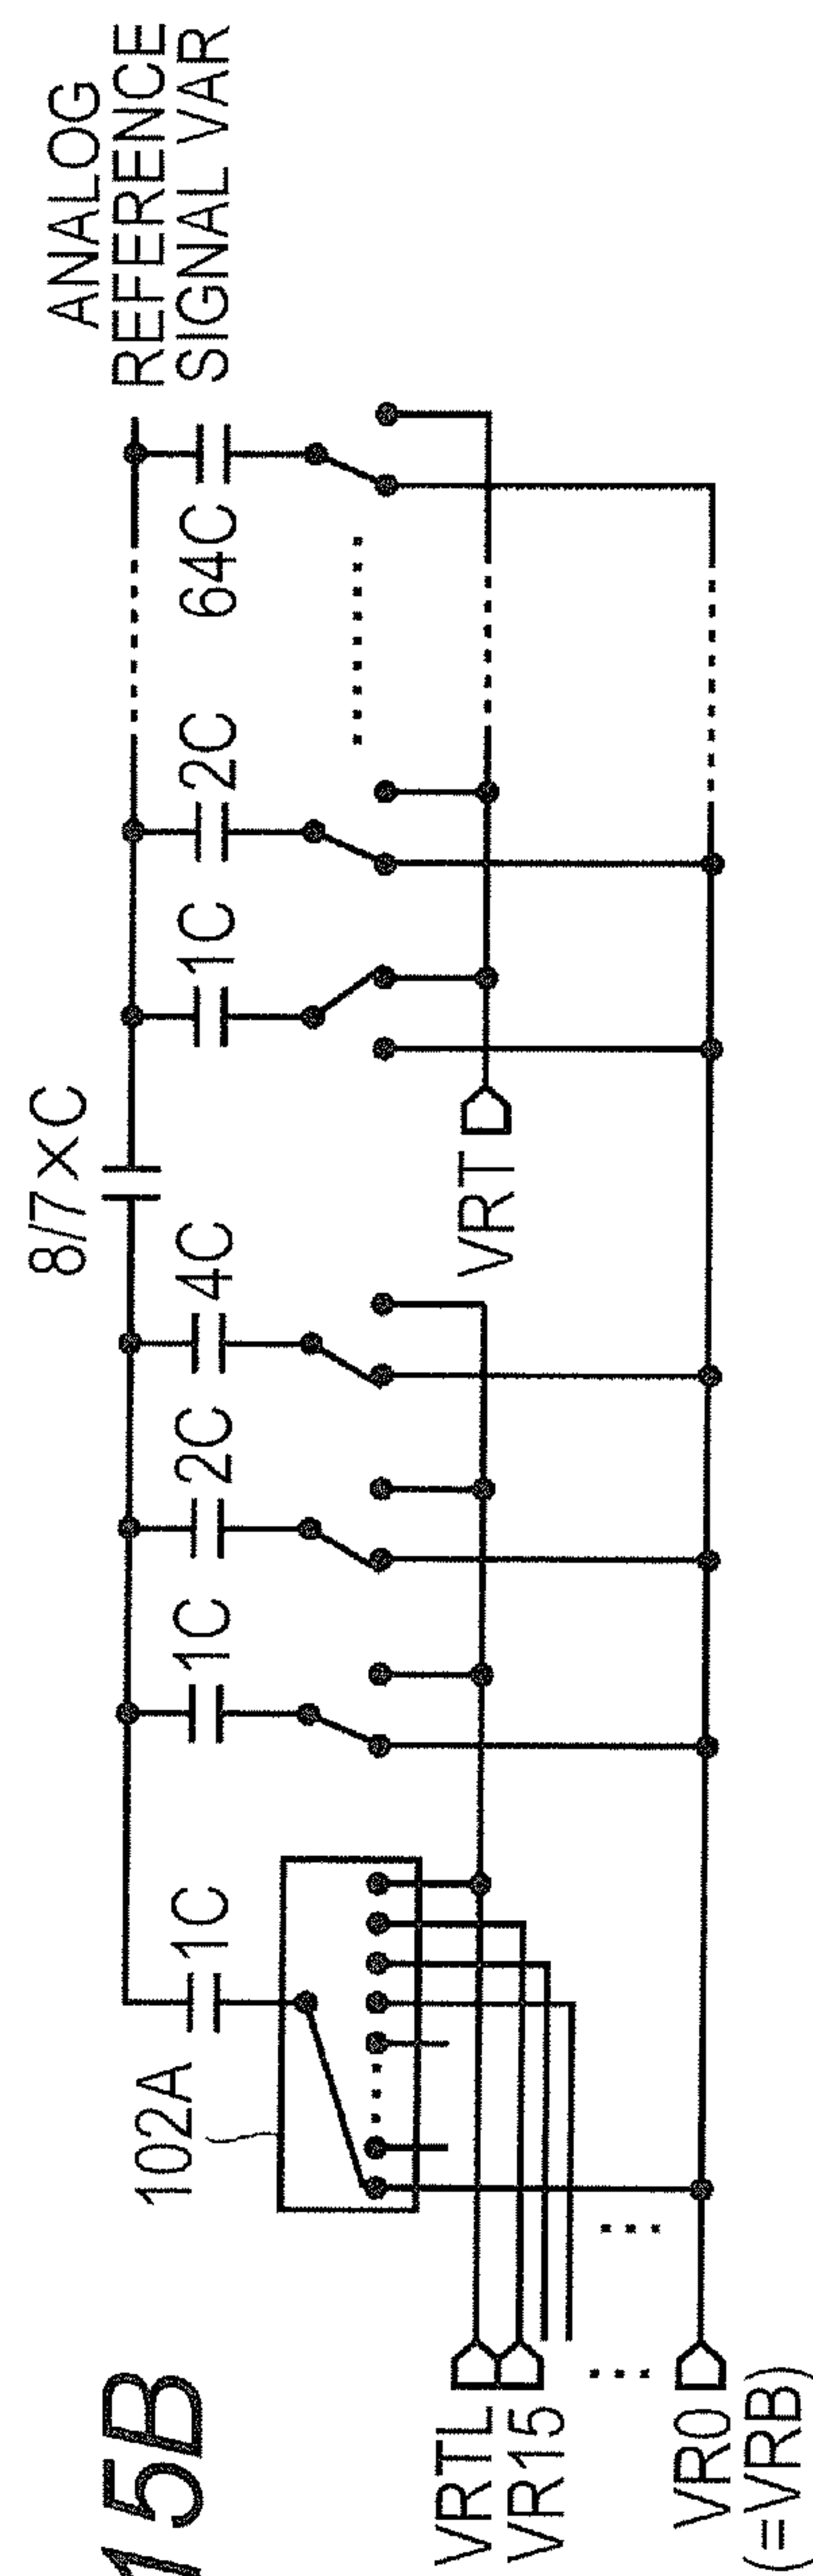 15B
ANALOG
REFERENCE
SIGNAL VAR
8/7×C
102A
1C
1C
2C
4C
1C
2C
64C
VRT
VRTL
VR15
VR0
(=VRB)